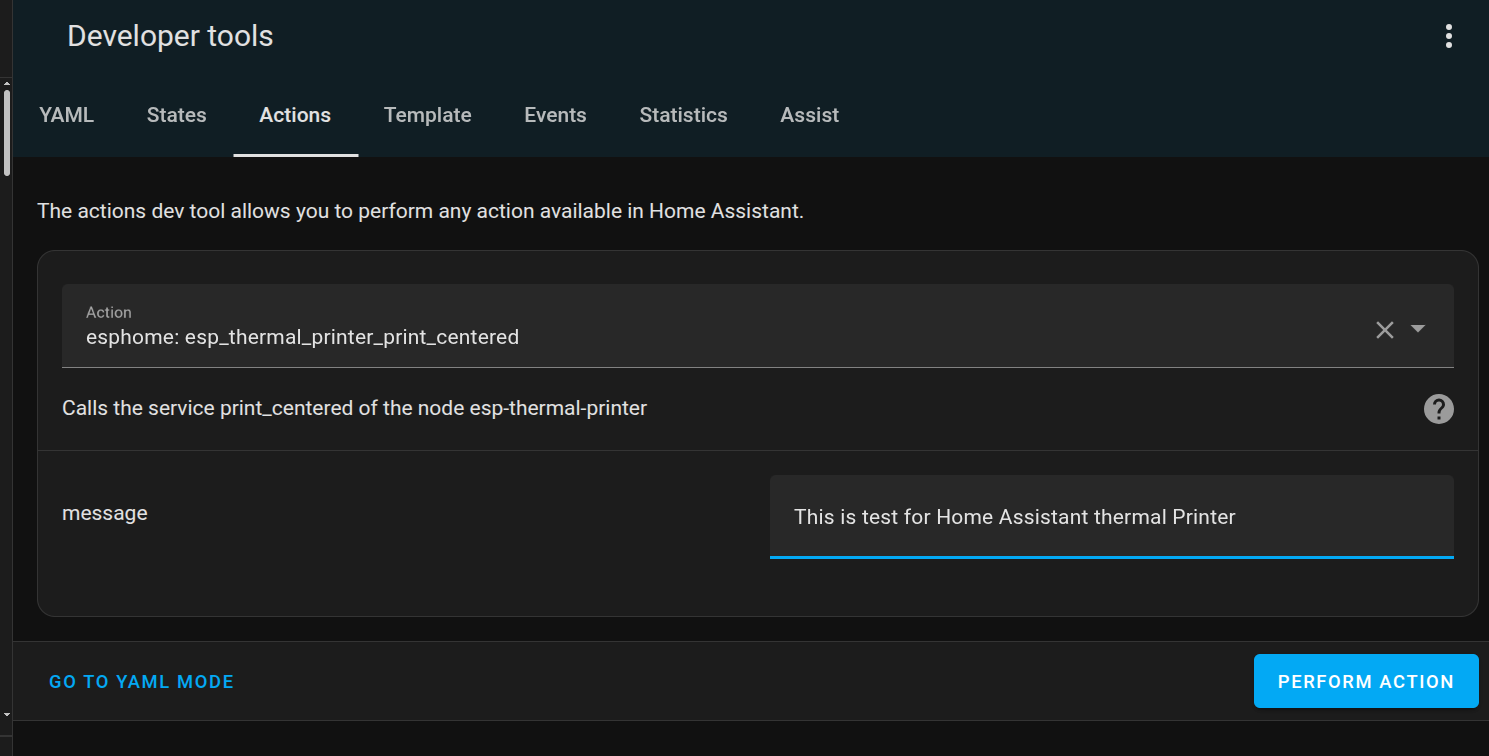 Developer tools
YAML States Actions Template Events Statistics Assist
The actions dev tool allows you to perform any action available in Home Assistant.
Action
esphome: esp_thermal_printer_print_centered
Calls the service print_centered of the node esp-thermal-printer
?
message
This is test for Home Assistant thermal Printer
GO TO YAML MODE
PERFORM ACTION